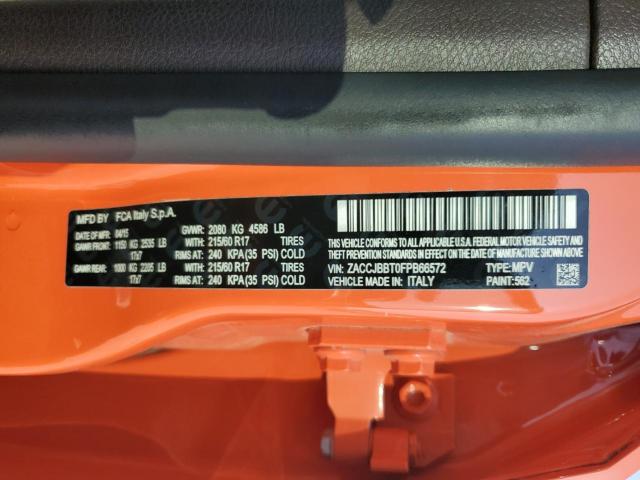 MFD BY FCA Italy S.p.A.
DATE: 04/15 GVWR: 2080 KG 4586 LB
GAWR FRONT: 1150 KG 2535 LB WITH: 215/60 R17 TIRES
17x7 RIMS AT: 240 KPA (35 PSI) COLD
GAWR REAR: 1000 KG 2205 LB WITH: 215/60 R17 TIRES
17x7 RIMS AT: 240 KPA (35 PSI) COLD
THIS VEHICLE CONFORMS TO ALL APPLICABLE U.S.A. FEDERAL MOTOR VEHICLE SAFETY, BUMPER AND
THEFT PREVENTION STANDARDS IN EFFECT ON THE DATE OF MANUFACTURE SHOWN ABOVE.
VIN: ZACCJBBT0FPB66572 TYPE: MPV
VEHICLE MADE IN: ITALY PAINT:562